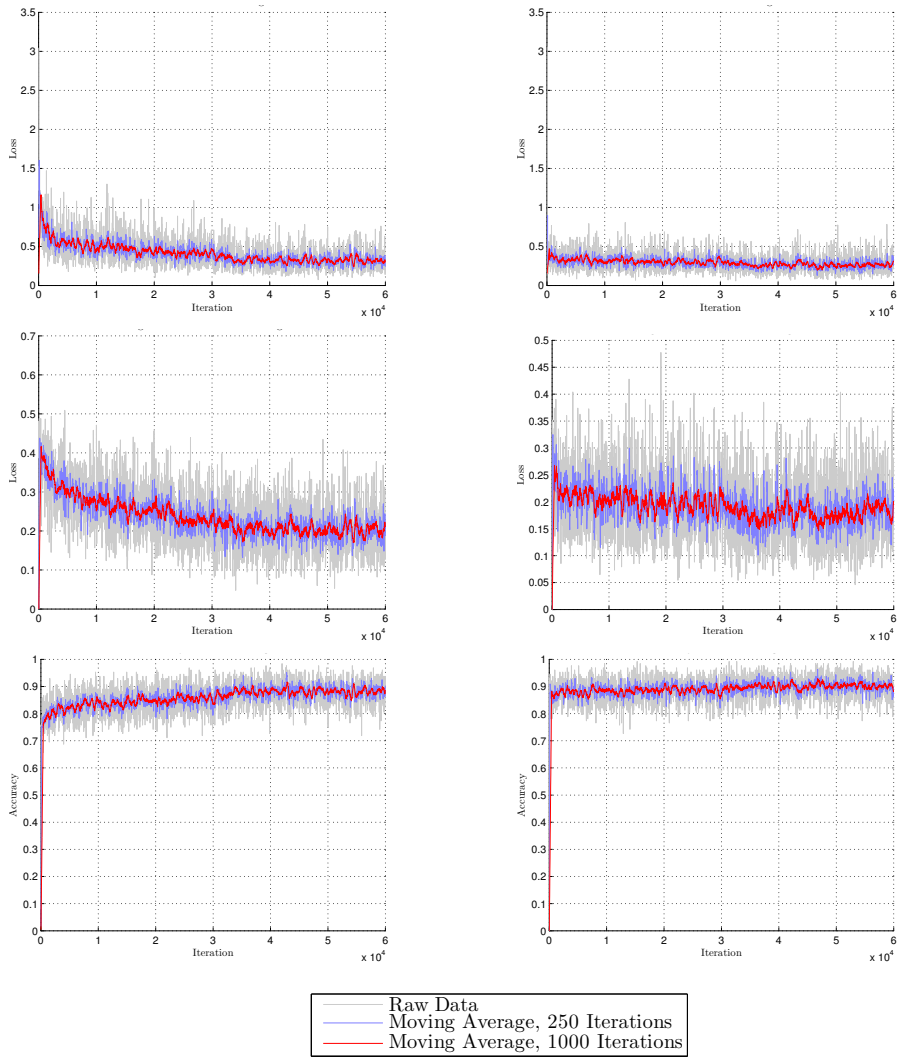 3.5
3
2.5
2
1.5
1
0.5
0
Loss
0 1 2 3 4 5 6
Iteration
x 10^4
3.5
3
2.5
2
1.5
1
0.5
0
Loss
0 1 2 3 4 5 6
Iteration
x 10^4
0.7
0.6
0.5
0.4
0.3
0.2
0.1
0
Loss
0 1 2 3 4 5 6
Iteration
x 10^4
0.5
0.45
0.4
0.35
0.3
0.25
0.2
0.15
0.1
0.05
0
Loss
0 1 2 3 4 5 6
Iteration
x 10^4
1
0.9
0.8
0.7
0.6
0.5
0.4
0.3
0.2
0.1
0
Accuracy
0 1 2 3 4 5 6
Iteration
x 10^4
1
0.9
0.8
0.7
0.6
0.5
0.4
0.3
0.2
0.1
0
Accuracy
0 1 2 3 4 5 6
Iteration
x 10^4
Raw Data
Moving Average, 250 Iterations
Moving Average, 1000 Iterations